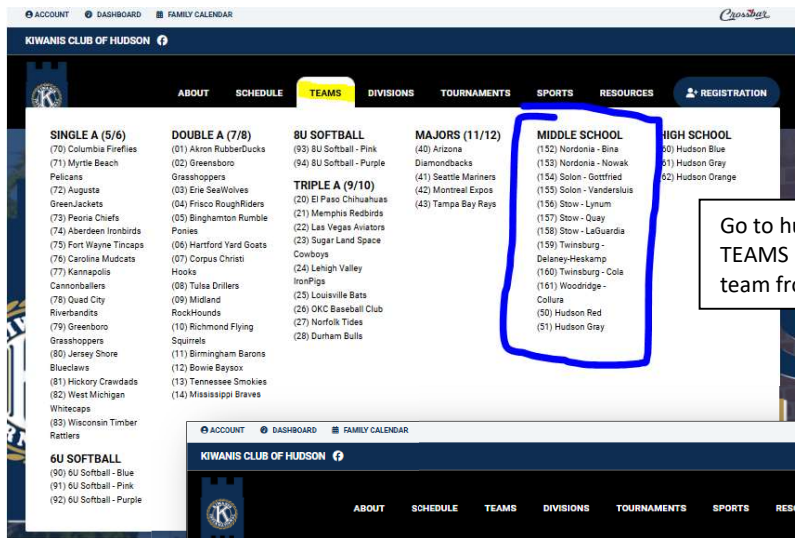 ACCOUNT DASHBOARD FAMILY CALENDAR
Crossbar
KIWANIS CLUB OF HUDSON
K
ABOUT SCHEDULE TEAMS DIVISIONS TOURNAMENTS SPORTS RESOURCES REGISTRATION
SINGLE A (5/6)
(70) Columbia Fireflies
(71) Myrtle Beach
Pelicans
(72) Augusta
GreenJackets
(73) Peoria Chiefs
(74) Aberdeen Ironbirds
(75) Fort Wayne Tincaps
(76) Carolina Mudcats
(77) Kannapolis
Cannonballers
(78) Quad City
Riverbandits
(79) Greenboro
Grasshoppers
(80) Jersey Shore
Blueclaws
(81) Hickory Crawdads
(82) West Michigan
Whitecaps
(83) Wisconsin Timber
Rattlers
6U SOFTBALL
(90) 6U Softball - Blue
(91) 6U Softball - Pink
(92) 6U Softball - Purple
DOUBLE A (7/8)
(01) Akron RubberDucks
(02) Greensboro
Grasshoppers
(03) Erie SeaWolves
(04) Frisco RoughRiders
(05) Binghamton Rumble
Ponies
(06) Hartford Yard Goats
(07) Corpus Christi
Hooks
(08) Tulsa Drillers
(09) Midland
RockHounds
(10) Richmond Flying
Squirrels
(11) Birmingham Barons
(12) Bowie Baysox
(13) Tennessee Smokies
(14) Mississippi Braves
8U SOFTBALL
(93) 8U Softball - Pink
(94) 8U Softball - Purple
TRIPLE A (9/10)
(20) El Paso Chihuahuas
(21) Memphis Redbirds
(22) Las Vegas Aviators
(23) Sugar Land Space
Cowboys
(24) Lehigh Valley
IronPigs
(25) Louisville Bats
(26) OKC Baseball Club
(27) Norfolk Tides
(28) Durham Bulls
MAJORS (11/12)
(40) Arizona
Diamondbacks
(41) Seattle Mariners
(42) Montreal Expos
(43) Tampa Bay Rays
MIDDLE SCHOOL
(152) Nordonia - Bina
(153) Nordonia - Nowak
(154) Solon - Gottfried
(155) Solon - Vandersluis
(156) Stow - Lynum
(157) Stow - Quay
(158) Stow - LaGuardia
(159) Twinsburg -
Delaney-Heskamp
(160) Twinsburg - Cola
(161) Woodridge -
Collura
(50) Hudson Red
(51) Hudson Gray
HIGH SCHOOL
60) Hudson Blue
61) Hudson Gray
62) Hudson Orange
Go to hu
TEAMS
team fro
ACCOUNT DASHBOARD FAMILY CALENDAR
KIWANIS CLUB OF HUDSON
K
ABOUT SCHEDULE TEAMS DIVISIONS TOURNAMENTS SPORTS RESO